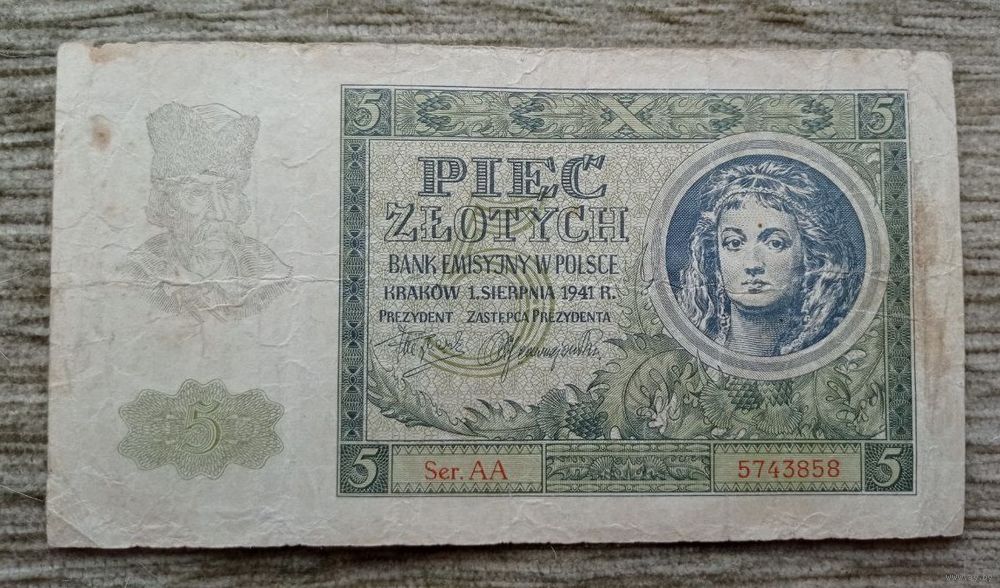 5 5
PIĘĆ
ZŁOTYCH
BANK EMISYJNY W POLSCE
KRAKÓW 1. SIERPNIA 1941 R.
PREZYDENT ZASTĘPCA PREZYDENTA
5
5 Ser. AA 5743858 5